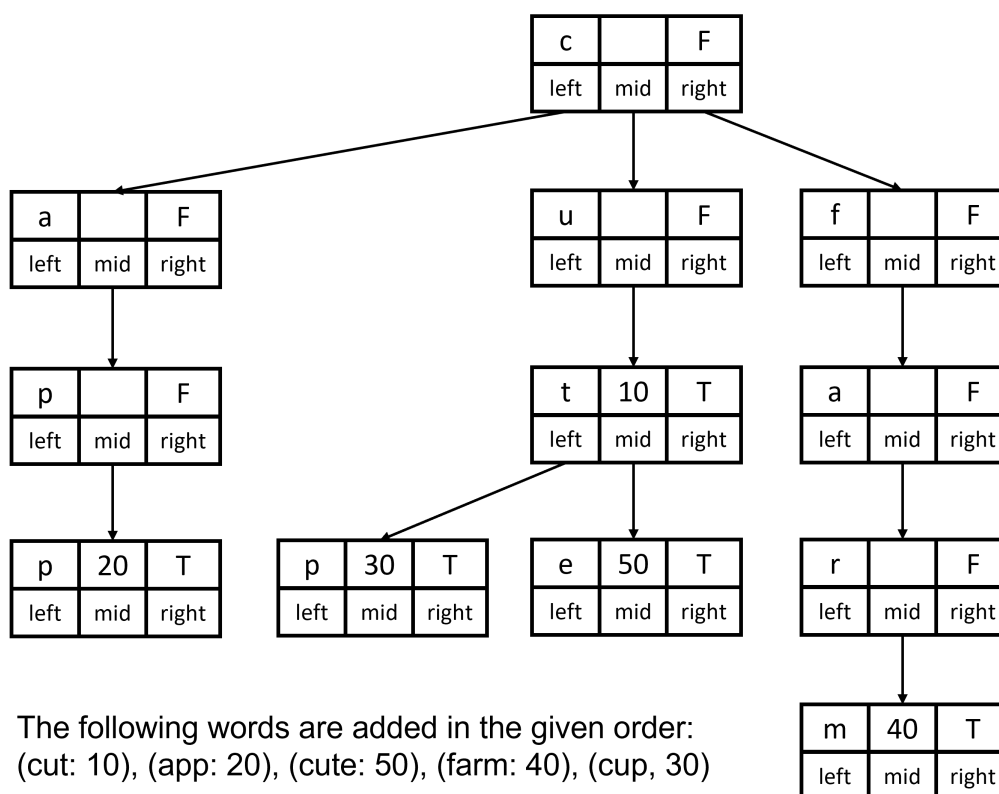 c F
left mid right
a F
left mid right
u F
left mid right
f F
left mid right
p F
left mid right
t 10 T
left mid right
a F
left mid right
p 20 T
left mid right
p 30 T
left mid right
e 50 T
left mid right
r F
left mid right
m 40 T
left mid right
The following words are added in the given order:
(cut: 10), (app: 20), (cute: 50), (farm: 40), (cup, 30)